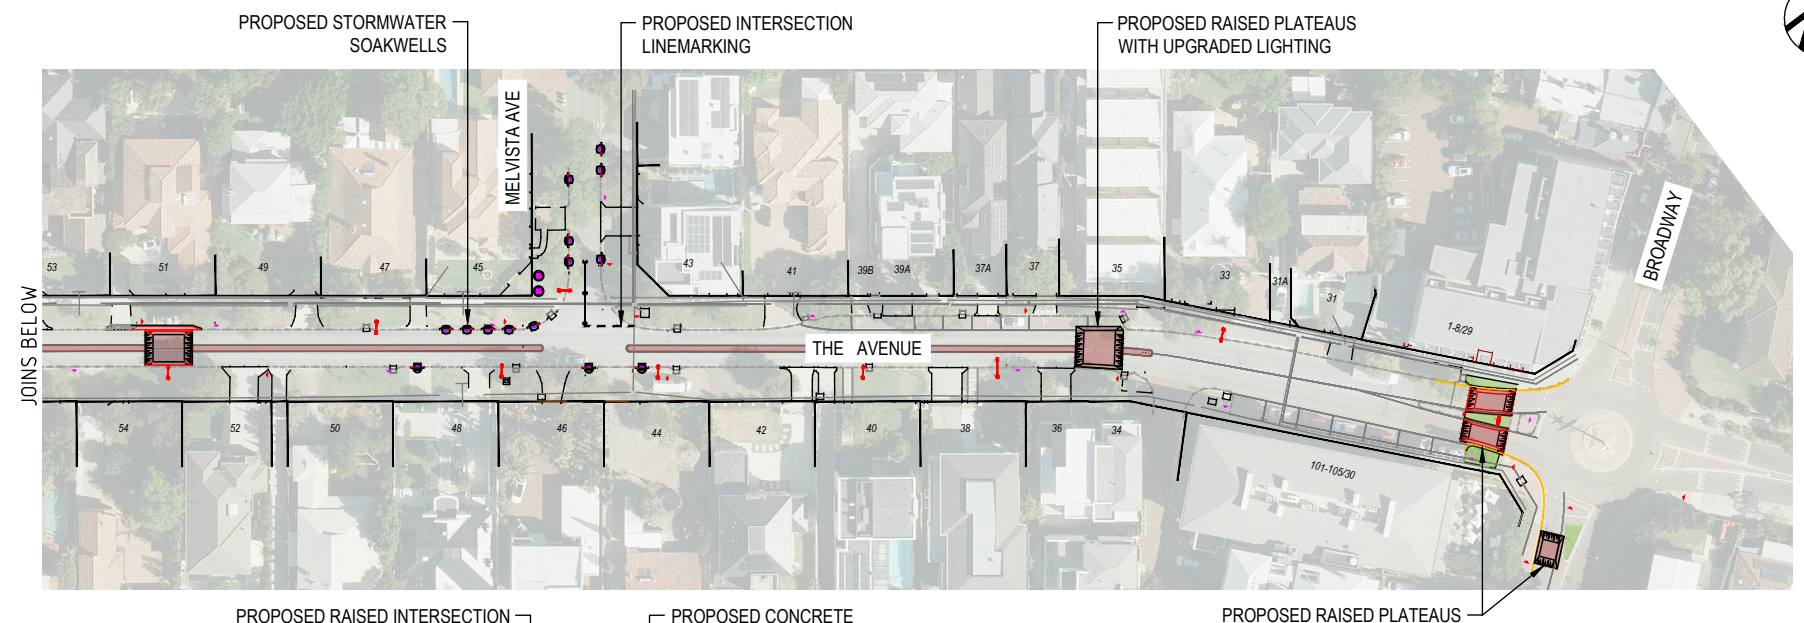 PROPOSED STORMWATER
SOAKWELLS
PROPOSED INTERSECTION
LINEMARKING
PROPOSED RAISED PLATEAUS
WITH UPGRADED LIGHTING
MELVISTA AVE
BROADWAY
JOINS BELOW
THE AVENUE
53
51
49
47
45
43
41
39B
39A
37A
37
35
33
31A
31
1-8/29
54
52
50
48
46
44
42
40
38
36
34
101-105/30
PROPOSED RAISED INTERSECTION
PROPOSED CONCRETE
PROPOSED RAISED PLATEAUS